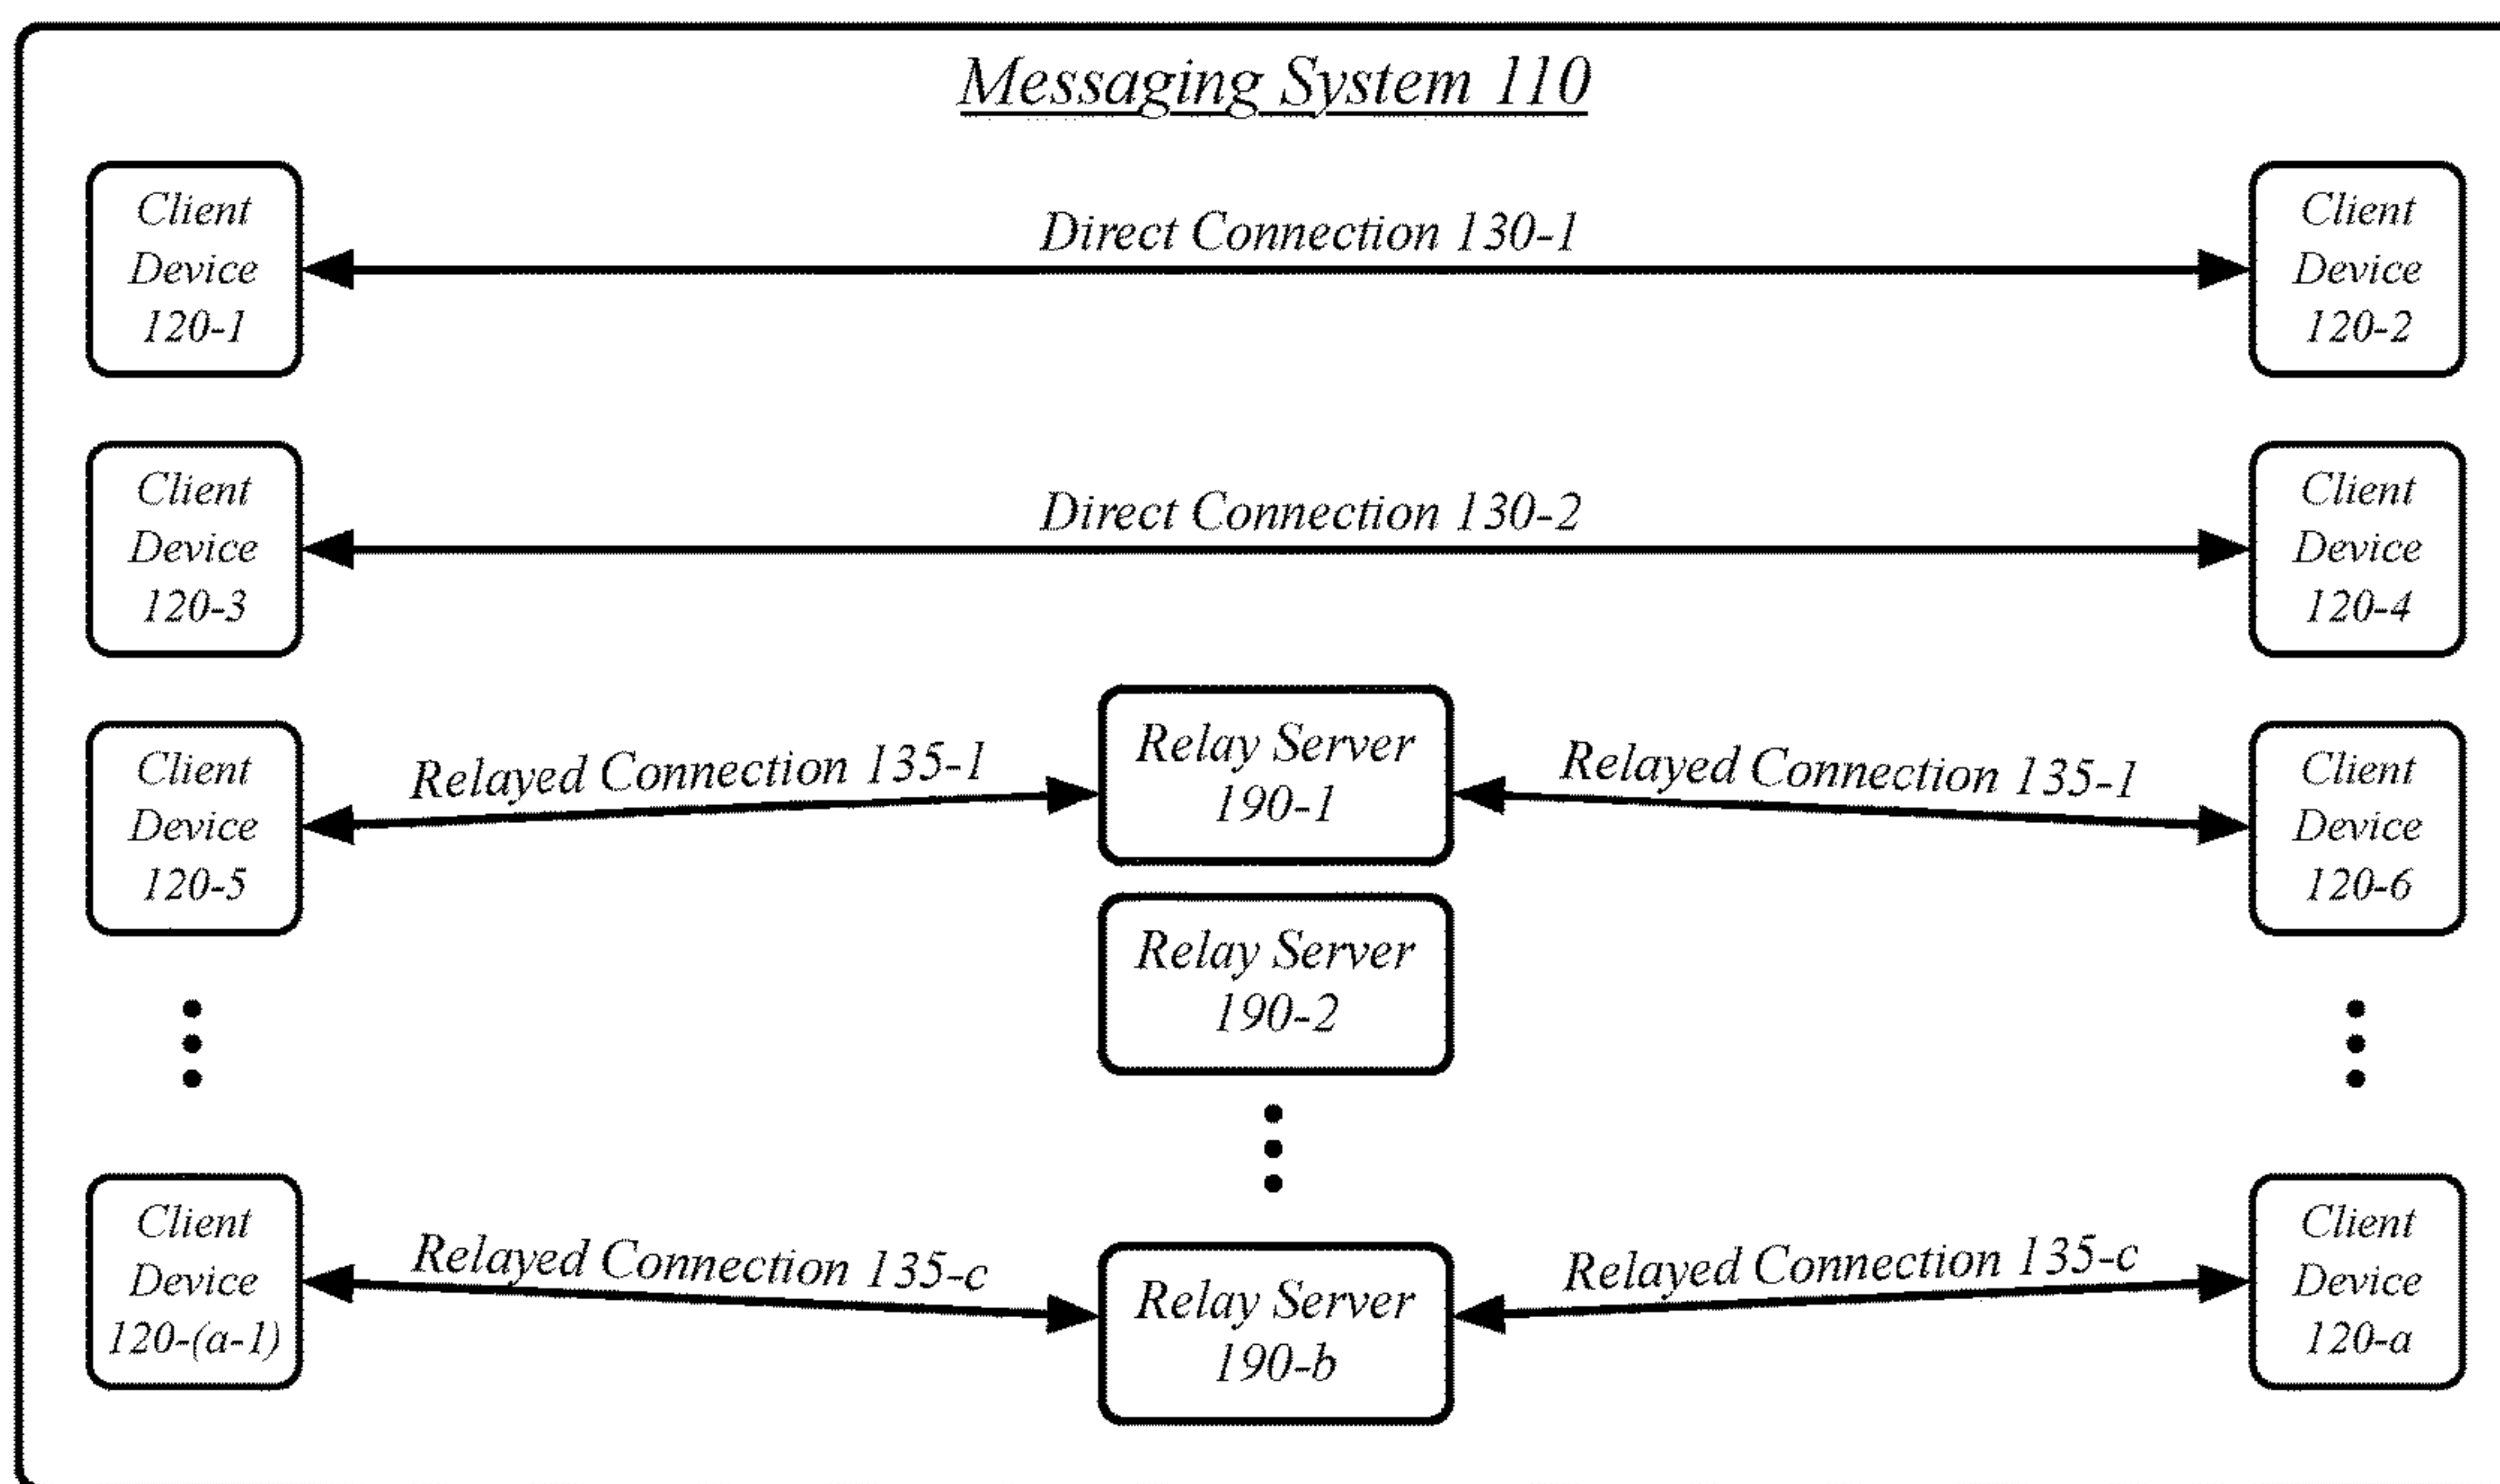 Messaging System 110
Client
Device
120-1
Direct Connection 130-1
Client
Device
120-2
Client
Device
120-3
Direct Connection 130-2
Client
Device
120-4
Client
Device
120-5
Relayed Connection 135-1
Relay Server
190-1
Relayed Connection 135-1
Client
Device
120-6
Relay Server
190-2
Client
Device
120-(a-1)
Relayed Connection 135-c
Relay Server
190-b
Relayed Connection 135-c
Client
Device
120-a